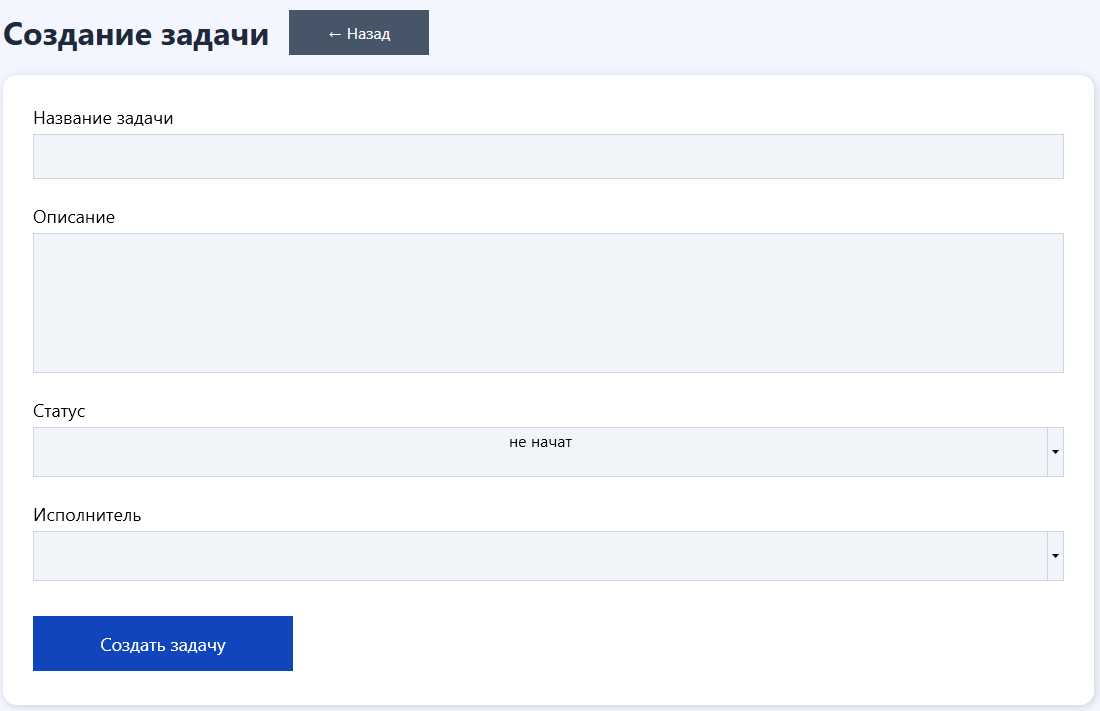 Создание задачи
← Назад
Название задачи
Описание
Статус
не начат
Исполнитель
Создать задачу